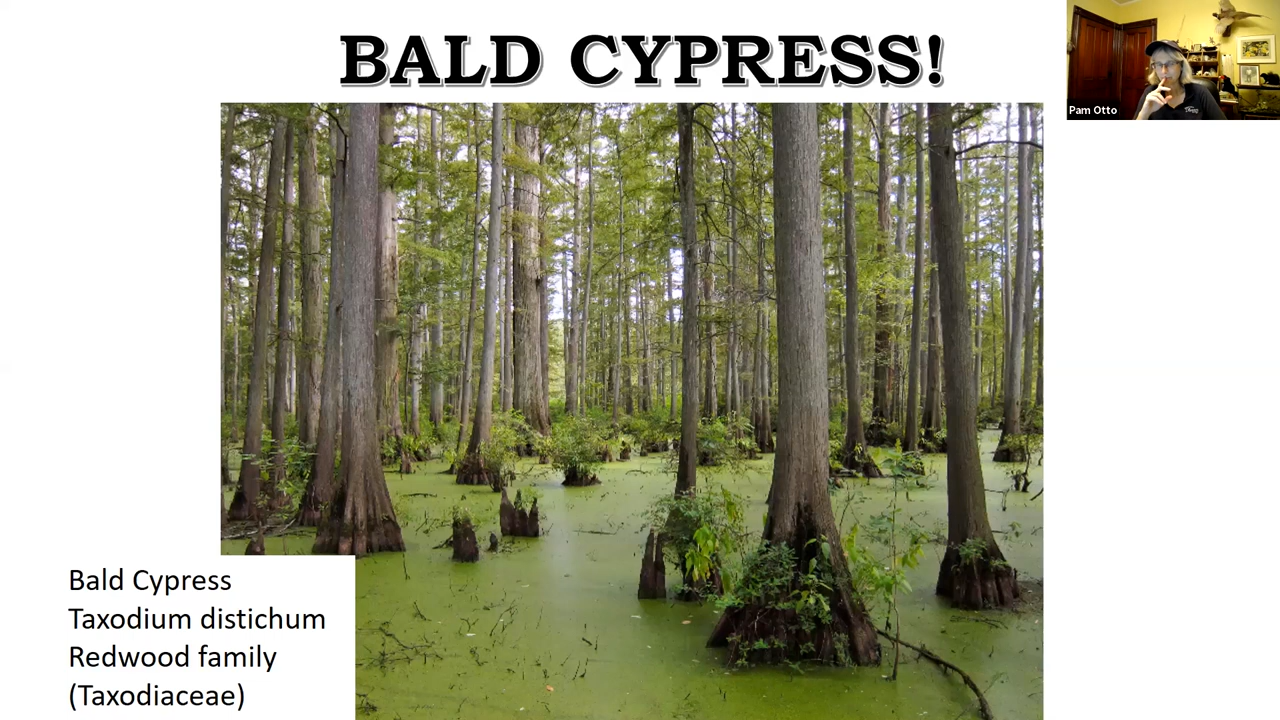 BALD CYPRESS!
Pam Otto
Bald Cypress
Taxodium distichum
Redwood family
(Taxodiaceae)